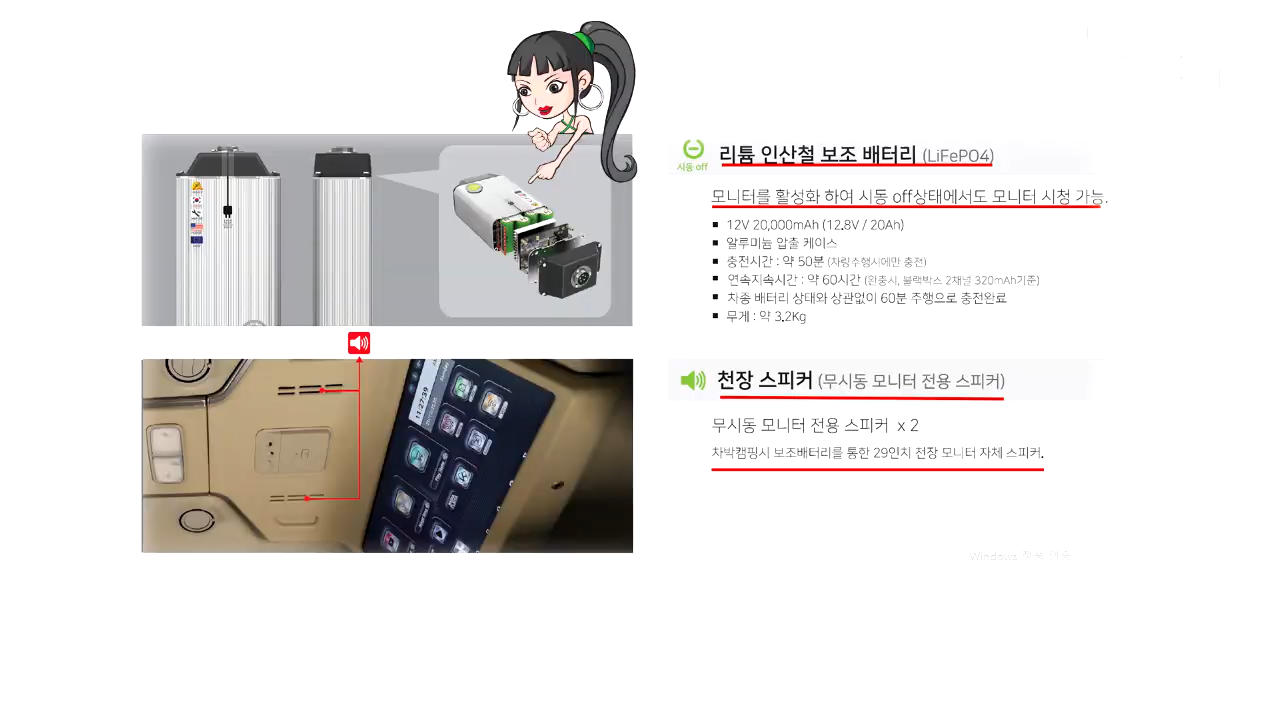 시동 off
리튬 인산철 보조 배터리 (LiFePO4)
모니터를 활성화 하여 시동 off상태에서도 모니터 시청 가능.
12V 20,000mAh (12.8V / 20Ah)
알루미늄 압출 케이스
충전시간 : 약 50분 (차량주행시에만 충전)
연속지속시간 : 약 60시간 (완충시, 블랙박스 2채널 320mAh기준)
차종 배터리 상태와 상관없이 60분 주행으로 충전완료
무게 : 약 3.2Kg
천장 스피커 (무시동 모니터 전용 스피커)
무시동 모니터 전용 스피커 x 2
차박캠핑시 보조배터리를 통한 29인치 천장 모니터 자체 스피커.
11:27:39
Windows 정품 인증